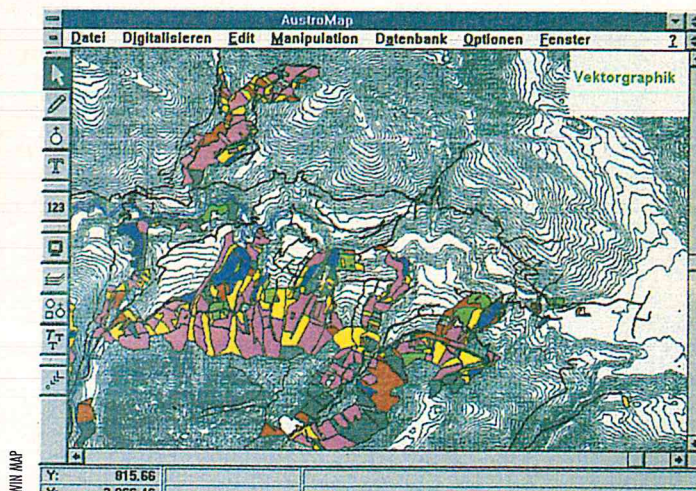 AustroMap
Datei Digitalisieren Edit Manipulation Datenbank Optionen Fenster ?
Vektorgraphik
T
123
Y: 815.66
WIN MAP